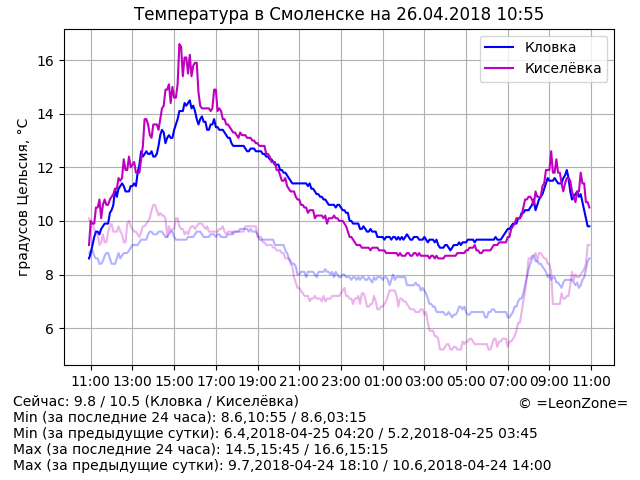 Температура в Смоленске на 26.04.2018 10:55
Кловка
Киселёвка
градусов Цельсия, °C
16
14
12
10
8
6
11:00 13:00 15:00 17:00 19:00 21:00 23:00 01:00 03:00 05:00 07:00 09:00 11:00
Сейчас: 9.8 / 10.5 (Кловка / Киселёвка)
© =LeonZone=
Min (за последние 24 часа): 8.6,10:55 / 8.6,03:15
Min (за предыдущие сутки): 6.4,2018-04-25 04:20 / 5.2,2018-04-25 03:45
Max (за последние 24 часа): 14.5,15:45 / 16.6,15:15
Max (за предыдущие сутки): 9.7,2018-04-24 18:10 / 10.6,2018-04-24 14:00